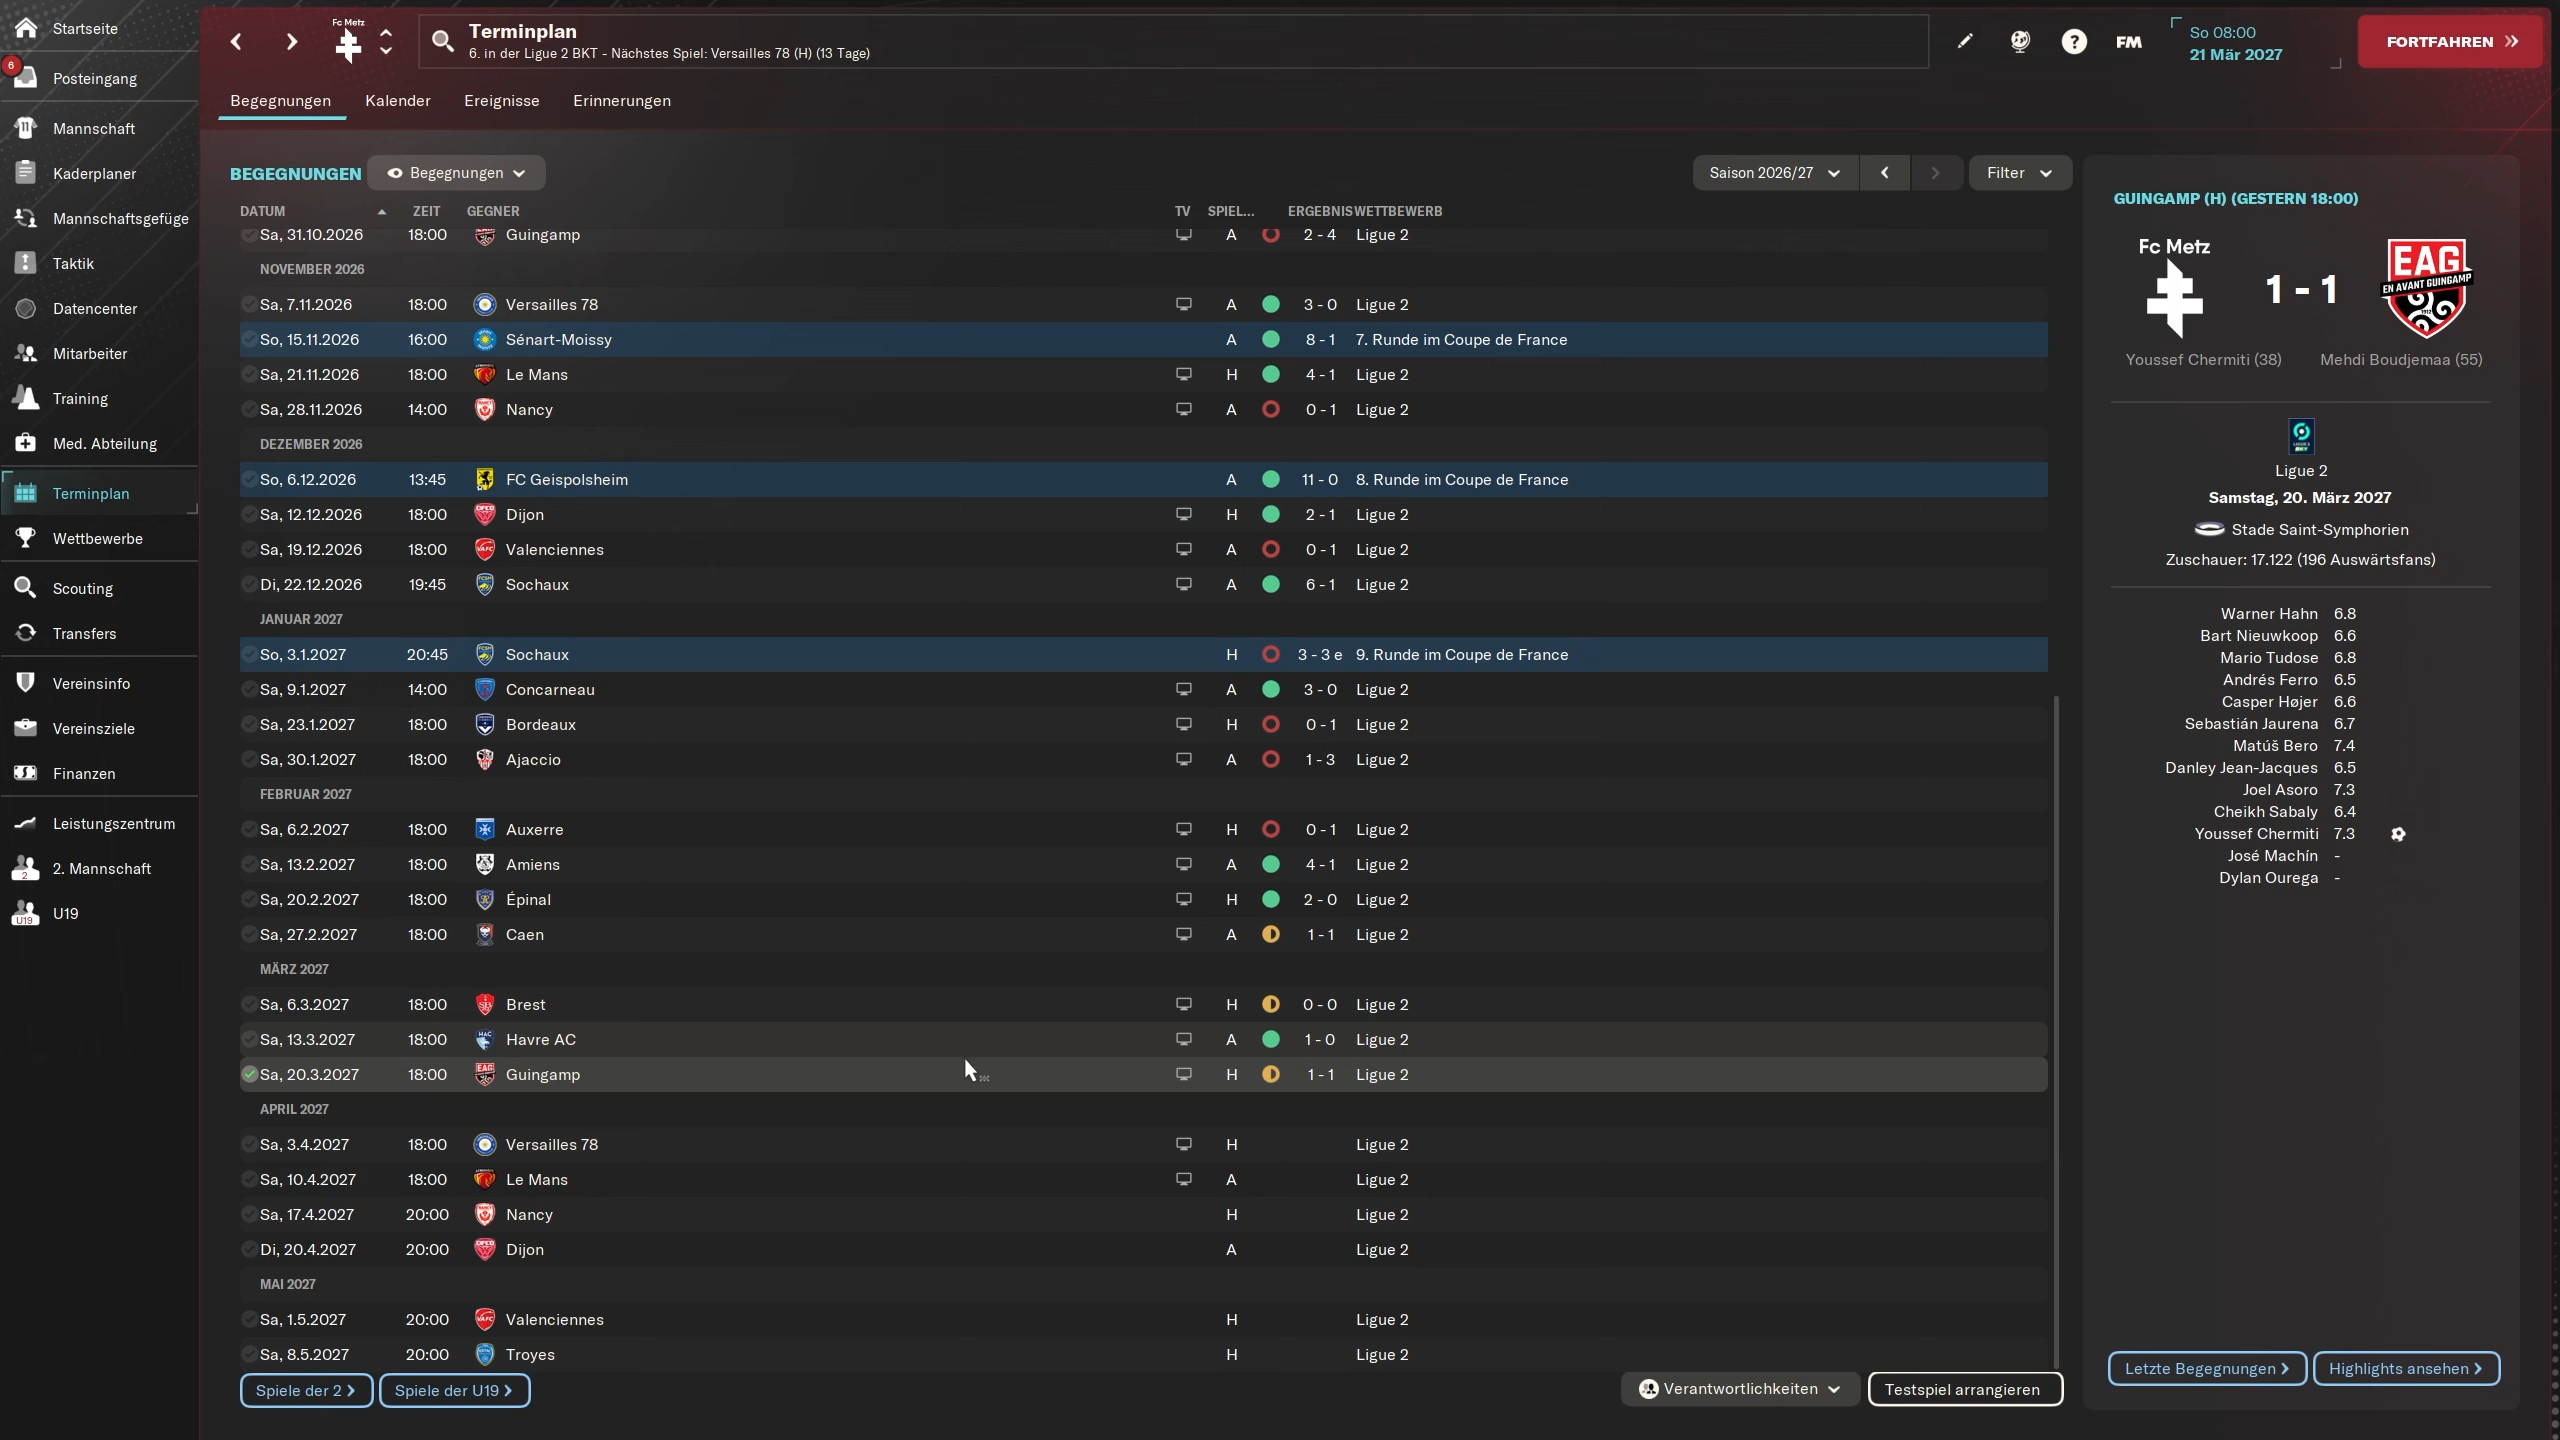 Startseite
6
Posteingang
Mannschaft
Kaderplaner
Mannschaftsgefüge
Taktik
Datencenter
Mitarbeiter
Training
Med. Abteilung
Terminplan
Wettbewerbe
Scouting
Transfers
Vereinsinfo
Vereinsziele
Finanzen
Leistungszentrum
2
2. Mannschaft
U19
U19
Fc Metz
Terminplan
6. in der Ligue 2 BKT - Nächstes Spiel: Versailles 78 (H) (13 Tage)
? FM
So 08:00
21 Mär 2027
FORTFAHREN
Begegnungen Kalender Ereignisse Erinnerungen
BEGEGNUNGEN Begegnungen Saison 2026/27 Filter
DATUM ZEIT GEGNER TV SPIEL... ERGEBNIS WETTBEWERB
Sa, 31.10.2026 18:00 Guingamp A 2 - 4 Ligue 2
NOVEMBER 2026
Sa, 7.11.2026 18:00 Versailles 78 A 3 - 0 Ligue 2
So, 15.11.2026 16:00 Sénart-Moissy A 8 - 1 7. Runde im Coupe de France
Sa, 21.11.2026 18:00 Le Mans H 4 - 1 Ligue 2
Sa, 28.11.2026 14:00 Nancy A 0 - 1 Ligue 2
DEZEMBER 2026
So, 6.12.2026 13:45 FC Geispolsheim A 11 - 0 8. Runde im Coupe de France
Sa, 12.12.2026 18:00 Dijon H 2 - 1 Ligue 2
Sa, 19.12.2026 18:00 Valenciennes A 0 - 1 Ligue 2
Di, 22.12.2026 19:45 Sochaux A 6 - 1 Ligue 2
JANUAR 2027
So, 3.1.2027 20:45 Sochaux H 3 - 3 e 9. Runde im Coupe de France
Sa, 9.1.2027 14:00 Concarneau A 3 - 0 Ligue 2
Sa, 23.1.2027 18:00 Bordeaux H 0 - 1 Ligue 2
Sa, 30.1.2027 18:00 Ajaccio A 1 - 3 Ligue 2
FEBRUAR 2027
Sa, 6.2.2027 18:00 Auxerre H 0 - 1 Ligue 2
Sa, 13.2.2027 18:00 Amiens A 4 - 1 Ligue 2
Sa, 20.2.2027 18:00 Épinal H 2 - 0 Ligue 2
Sa, 27.2.2027 18:00 Caen A 1 - 1 Ligue 2
MÄRZ 2027
Sa, 6.3.2027 18:00 Brest H 0 - 0 Ligue 2
Sa, 13.3.2027 18:00 Havre AC A 1 - 0 Ligue 2
Sa, 20.3.2027 18:00 Guingamp H 1 - 1 Ligue 2
APRIL 2027
Sa, 3.4.2027 18:00 Versailles 78 H Ligue 2
Sa, 10.4.2027 18:00 Le Mans A Ligue 2
Sa, 17.4.2027 20:00 Nancy H Ligue 2
Di, 20.4.2027 20:00 Dijon A Ligue 2
MAI 2027
Sa, 1.5.2027 20:00 Valenciennes H Ligue 2
Sa, 8.5.2027 20:00 Troyes H Ligue 2
Spiele der 2 Spiele der U19 Verantwortlichkeiten Testspiel arrangieren
GUINGAMP (H) (GESTERN 18:00)
Fc Metz
1 - 1
EAG
EN AVANT GUINGAMP
Youssef Chermiti (38) Mehdi Boudjemaa (55)
Ligue 2
Samstag, 20. März 2027
Stade Saint-Symphorien
Zuschauer: 17.122 (196 Auswärtsfans)
Warner Hahn 6.8
Bart Nieuwkoop 6.6
Mario Tudose 6.8
Andrés Ferro 6.5
Casper Højer 6.6
Sebastián Jaurena 6.7
Matúš Bero 7.4
Danley Jean-Jacques 6.5
Joel Asoro 7.3
Cheikh Sabaly 6.4
Youssef Chermiti 7.3
José Machín -
Dylan Ourega -
Letzte Begegnungen Highlights ansehen